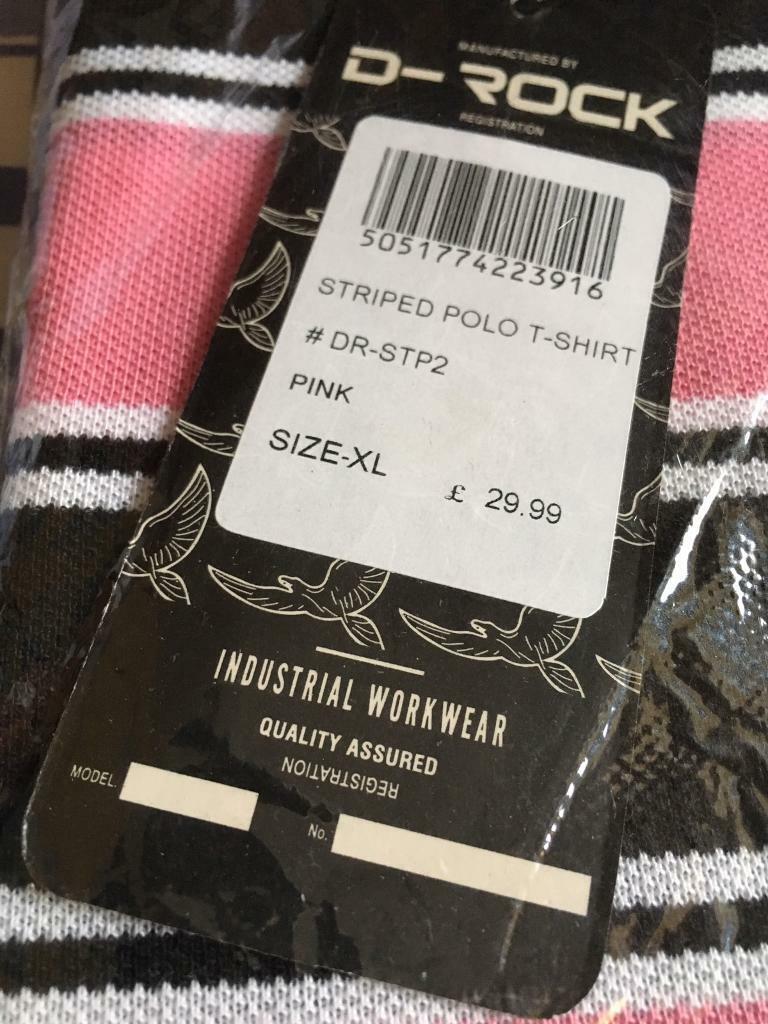 MANUFACTURED BY
D-ROCK
REGISTRATION
5051774223916
STRIPED POLO T-SHIRT
# DR-STP2
PINK
SIZE-XL
£ 29.99
INDUSTRIAL WORKWEAR
QUALITY ASSURED
REGISTRATION
MODEL.
No.